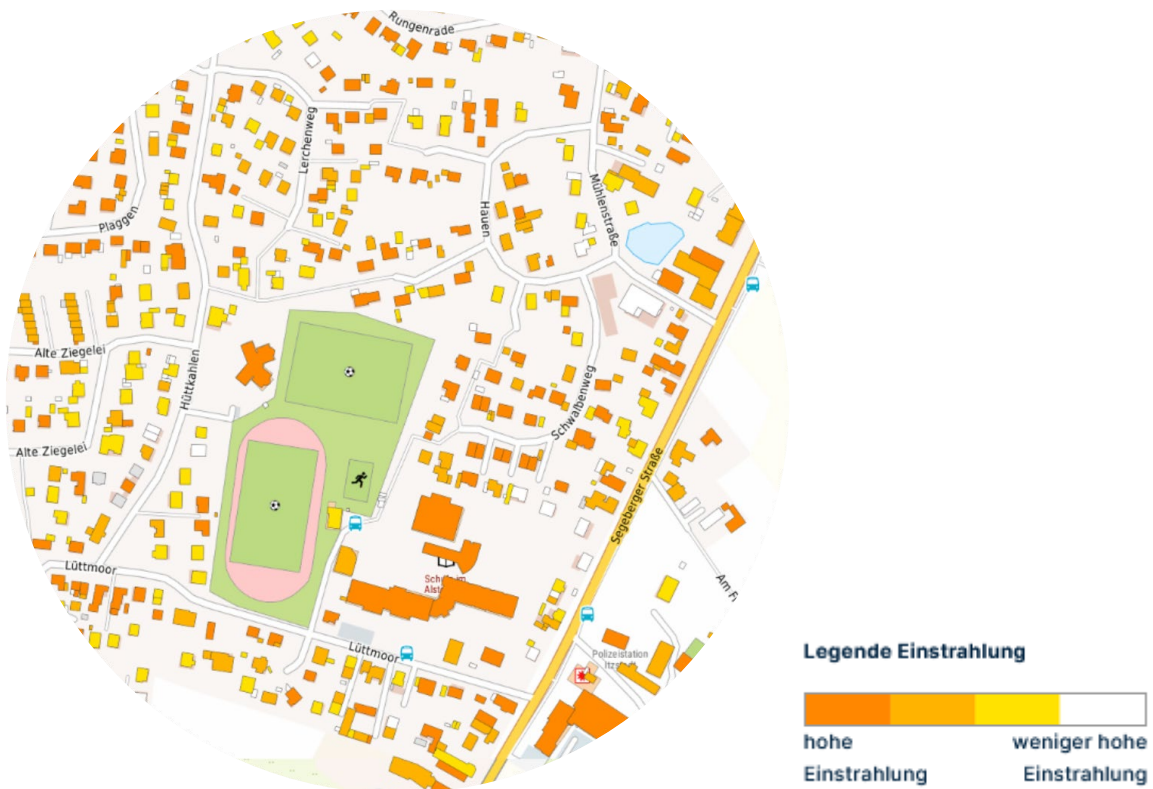 Rungenrade
Lerchenweg
Mühlenstraße
Hauen
Plaggen
Alte Ziegelei
Hüttkahlen
Schwalbenweg
Alte Ziegelei
Segeberger Straße
Lüttmoor
Am
Lüttmoor
Polizeistation
Legende Einstrahlung
hohe
Einstrahlung
weniger hohe
Einstrahlung